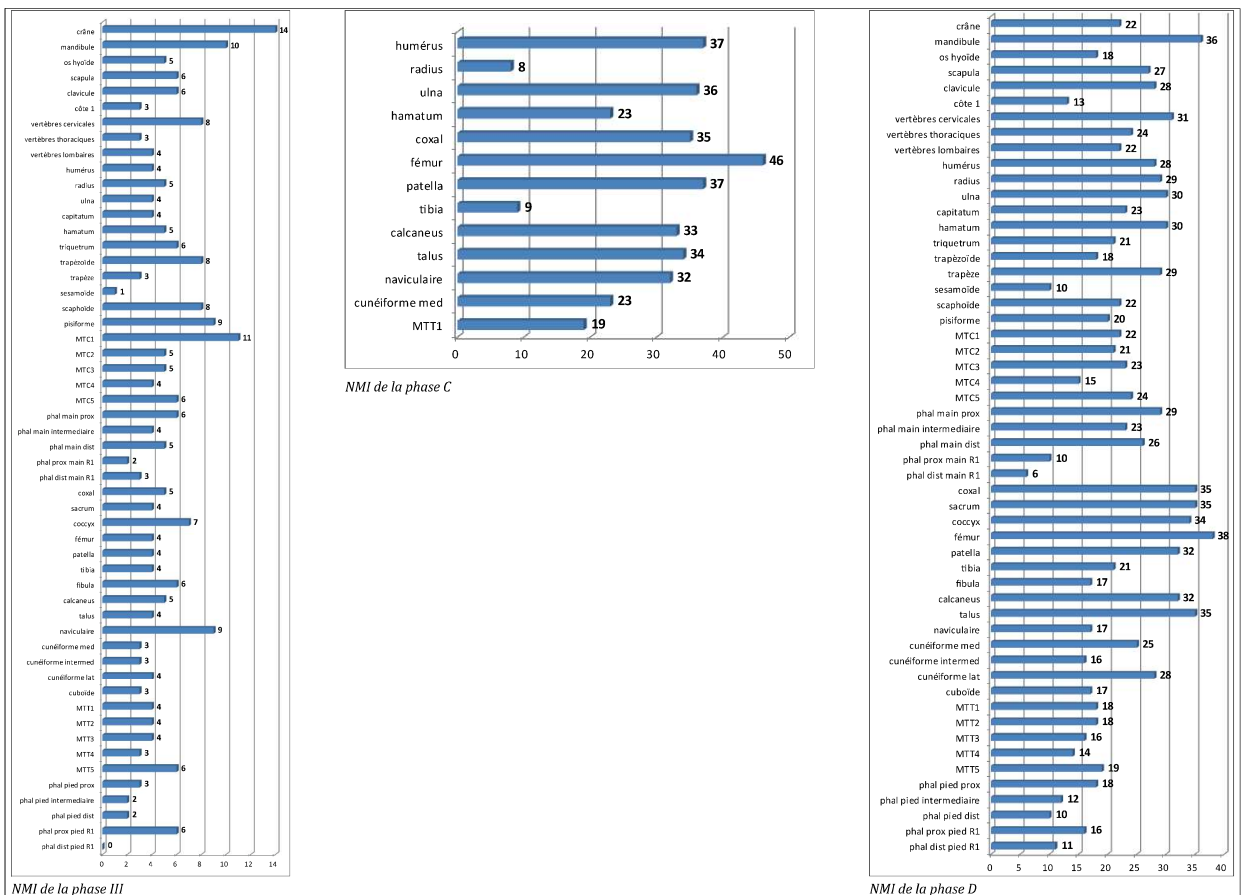 crâne 14
mandibule 10
os hyoïde 5
scapula 6
clavicule 6
côte 1 3
vertèbres cervicales 8
vertèbres thoraciques 3
vertèbres lombaires 4
humérus 4
radius 5
ulna 4
capitatum 4
hamatum 5
triquetrum 6
trapèzoïde 8
trapèze 3
sesamoïde 1
scaphoïde 8
pisiforme 9
MTC1 11
MTC2 5
MTC3 5
MTC4 4
MTC5 6
phal main prox 6
phal main intermediaire 4
phal main dist 5
phal prox main R1 2
phal dist main R1 3
coxal 5
sacrum 4
coccyx 7
fémur 4
patella 4
tibia 4
fibula 6
calcaneus 5
talus 4
naviculaire 9
cunéiforme med 3
cunéiforme intermed 3
cunéiforme lat 4
cuboïde 3
MTT1 4
MTT2 4
MTT3 4
MTT4 3
MTT5 6
phal pied prox 3
phal pied intermediaire 2
phal pied dist 2
phal prox pied R1 6
phal dist pied R1 0
0 2 4 6 8 10 12 14
NMI de la phase III
humérus 37
radius 8
ulna 36
hamatum 23
coxal 35
fémur 46
patella 37
tibia 9
calcaneus 33
talus 34
naviculaire 32
cunéiforme med 23
MTT1 19
0 10 20 30 40 50
NMI de la phase C
crâne 22
mandibule 36
os hyoïde 18
scapula 27
clavicule 28
côte 1 13
vertèbres cervicales 31
vertèbres thoraciques 24
vertèbres lombaires 22
humérus 28
radius 29
ulna 30
capitatum 23
hamatum 30
triquetrum 21
trapèzoïde 18
trapèze 29
sesamoïde 10
scaphoïde 22
pisiforme 20
MTC1 22
MTC2 21
MTC3 23
MTC4 15
MTC5 24
phal main prox 29
phal main intermediaire 23
phal main dist 26
phal prox main R1 10
phal dist main R1 6
coxal 35
sacrum 35
coccyx 34
fémur 38
patella 32
tibia 21
fibula 17
calcaneus 32
talus 35
naviculaire 17
cunéiforme med 25
cunéiforme intermed 16
cunéiforme lat 28
cuboïde 17
MTT1 18
MTT2 18
MTT3 16
MTT4 14
MTT5 19
phal pied prox 18
phal pied intermediaire 12
phal pied dist 10
phal prox pied R1 16
phal dist pied R1 11
0 5 10 15 20 25 30 35 40
NMI de la phase D